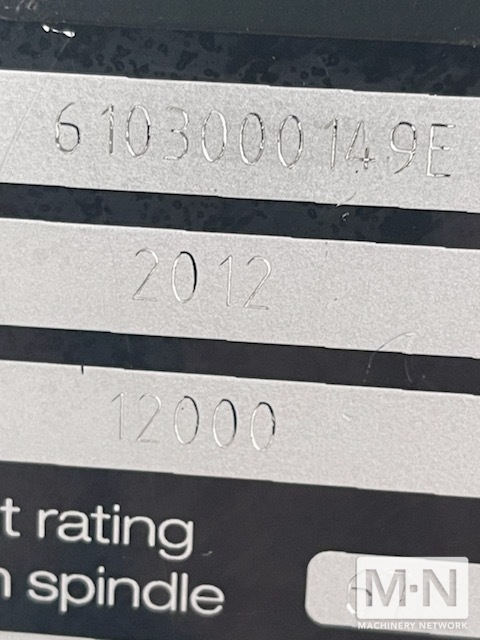 6103000149E
2012
12000
t rating
spindle
M·N
MACHINERY NETWORK